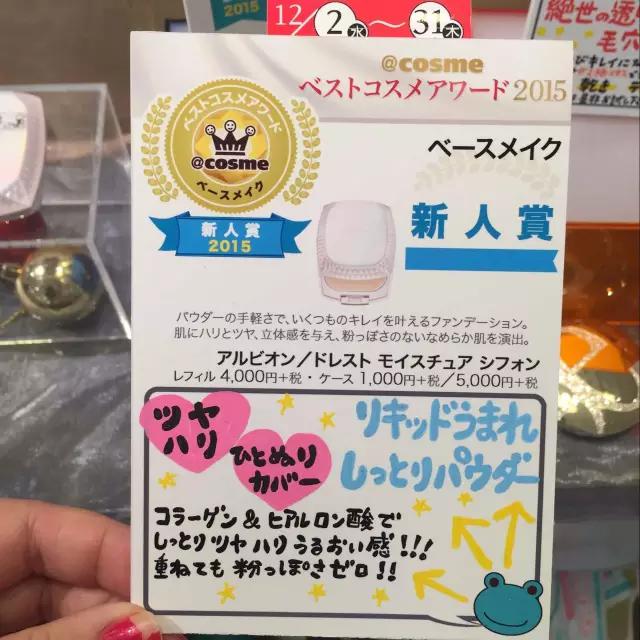 2015
12/2(水)～31(木)
絶世の透
毛穴
@cosme
ベストコスメアワード2015
ベストコスメアワード
@cosme
ベースメイク
新人賞
2015
ベースメイク
新人賞
パウダーの手軽さで、いくつものキレイを叶えるファンデーション。
肌にハリとツヤ、立体感を与え、粉っぽさのないなめらか肌を演出。
アルビオン／ドレスト モイスチュア シフォン
レフィル 4,000円+税・ケース 1,000円+税／5,000円+税
ツヤ
ハリ
ひとぬり
カバー
リキッドうまれ
しっとりパウダー
コラーゲン & ヒアルロン酸で
しっとり ツヤ ハリ うるおい感!!!
重ねても 粉っぽさゼロ!!